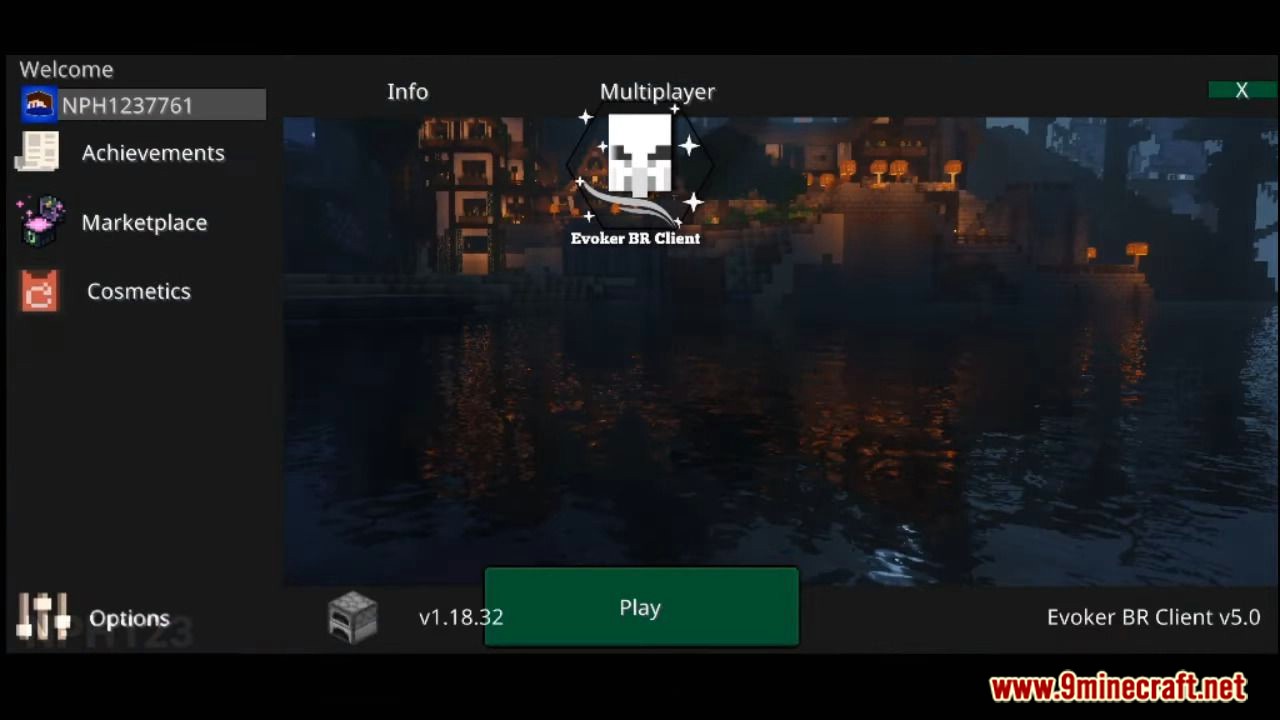 Welcome
NPH1237761
Info
Multiplayer
X
Achievements
Marketplace
Cosmetics
Evoker BR Client
Options
NPH123
v1.18.32
Play
Evoker BR Client v5.0
www.9minecraft.net